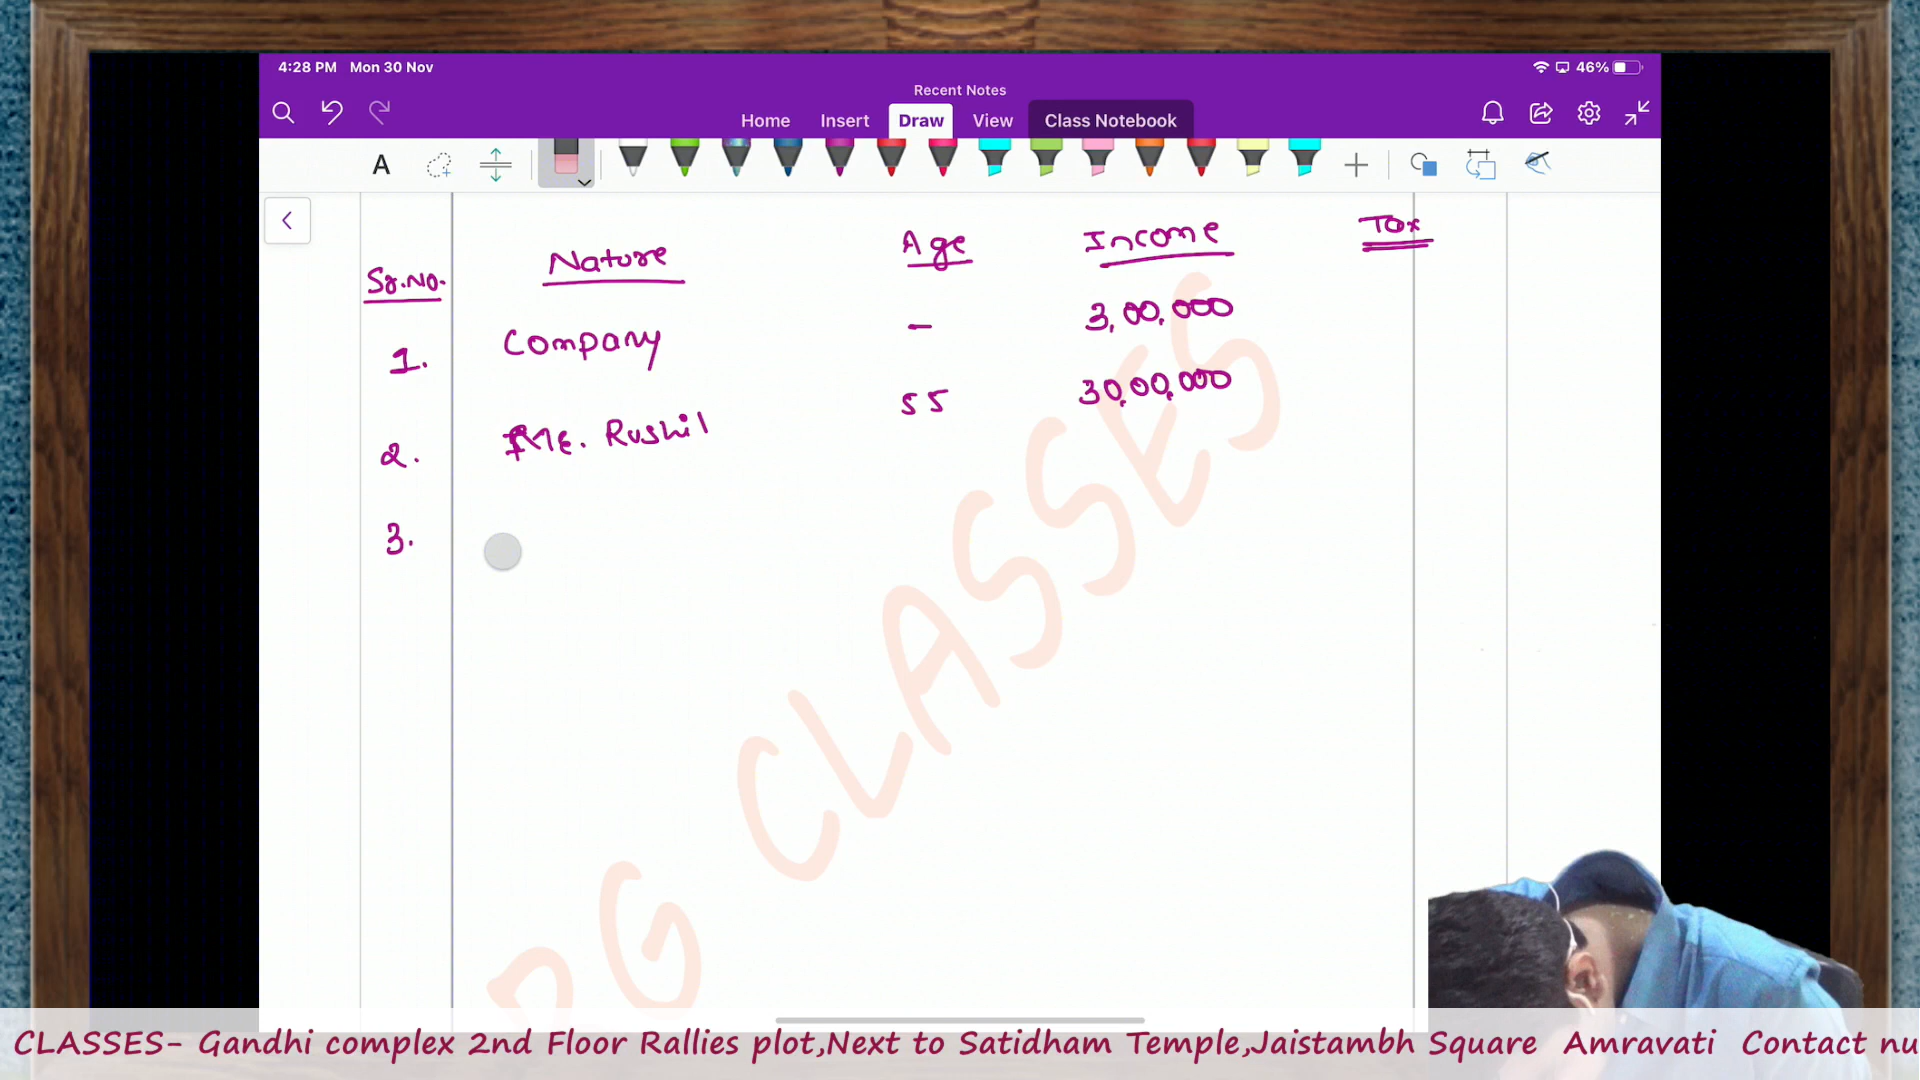 4:28 PM Mon 30 Nov
46%
Recent Notes
Home Insert Draw View Class Notebook
A
Sr.No. Nature Age Income Tax
1. Company - 3,00,000
2. Mr. Rushil 55 30,00,000
3.
PG CLASSES
CLASSES- Gandhi complex 2nd Floor Rallies plot,Next to Satidham Temple,Jaistambh Square Amravati Contact nu